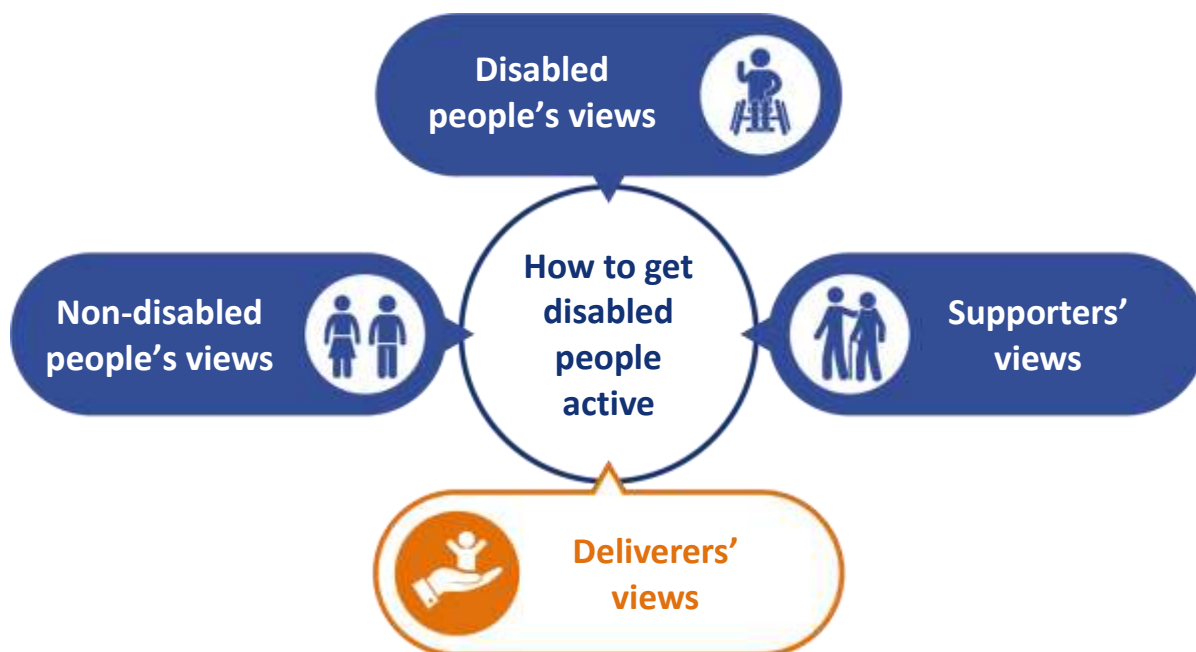 Disabled
people’s views
Non-disabled
people’s views
How to get
disabled
people
active
Supporters’
views
Deliverers’
views